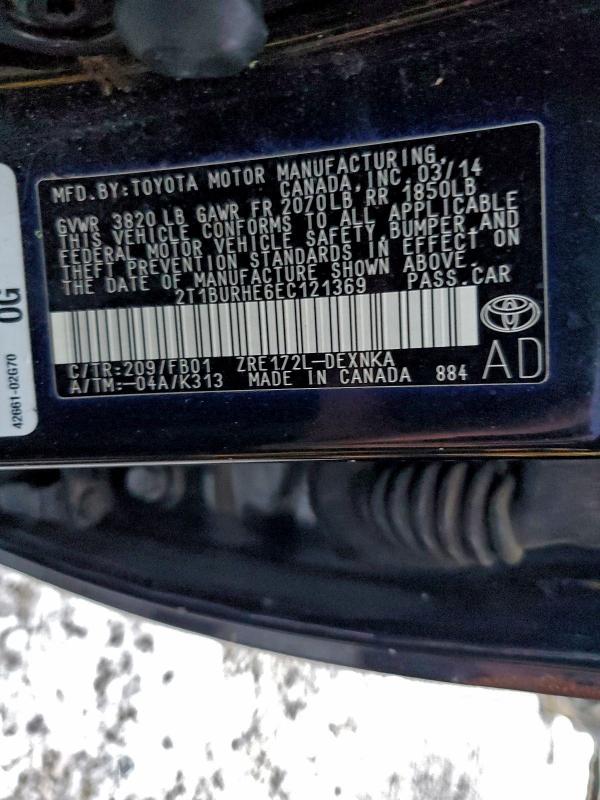 MFD.BY:TOYOTA MOTOR MANUFACTURING,
CANADA,INC.03/14
GVWR 3820 LB GAWR FR 2070LB RR 1850LB
THIS VEHICLE CONFORMS TO ALL APPLICABLE
FEDERAL MOTOR VEHICLE SAFETY,BUMPER,AND
THEFT PREVENTION STANDARDS IN EFFECT ON
THE DATE OF MANUFACTURE SHOWN ABOVE.
2T1BURHE6EC121369 PASS.CAR
C/TR:209/FB01 ZRE172L-DEXNKA
A/TM:-04A/K313 MADE IN CANADA 884
AD
0G
42661-02G70